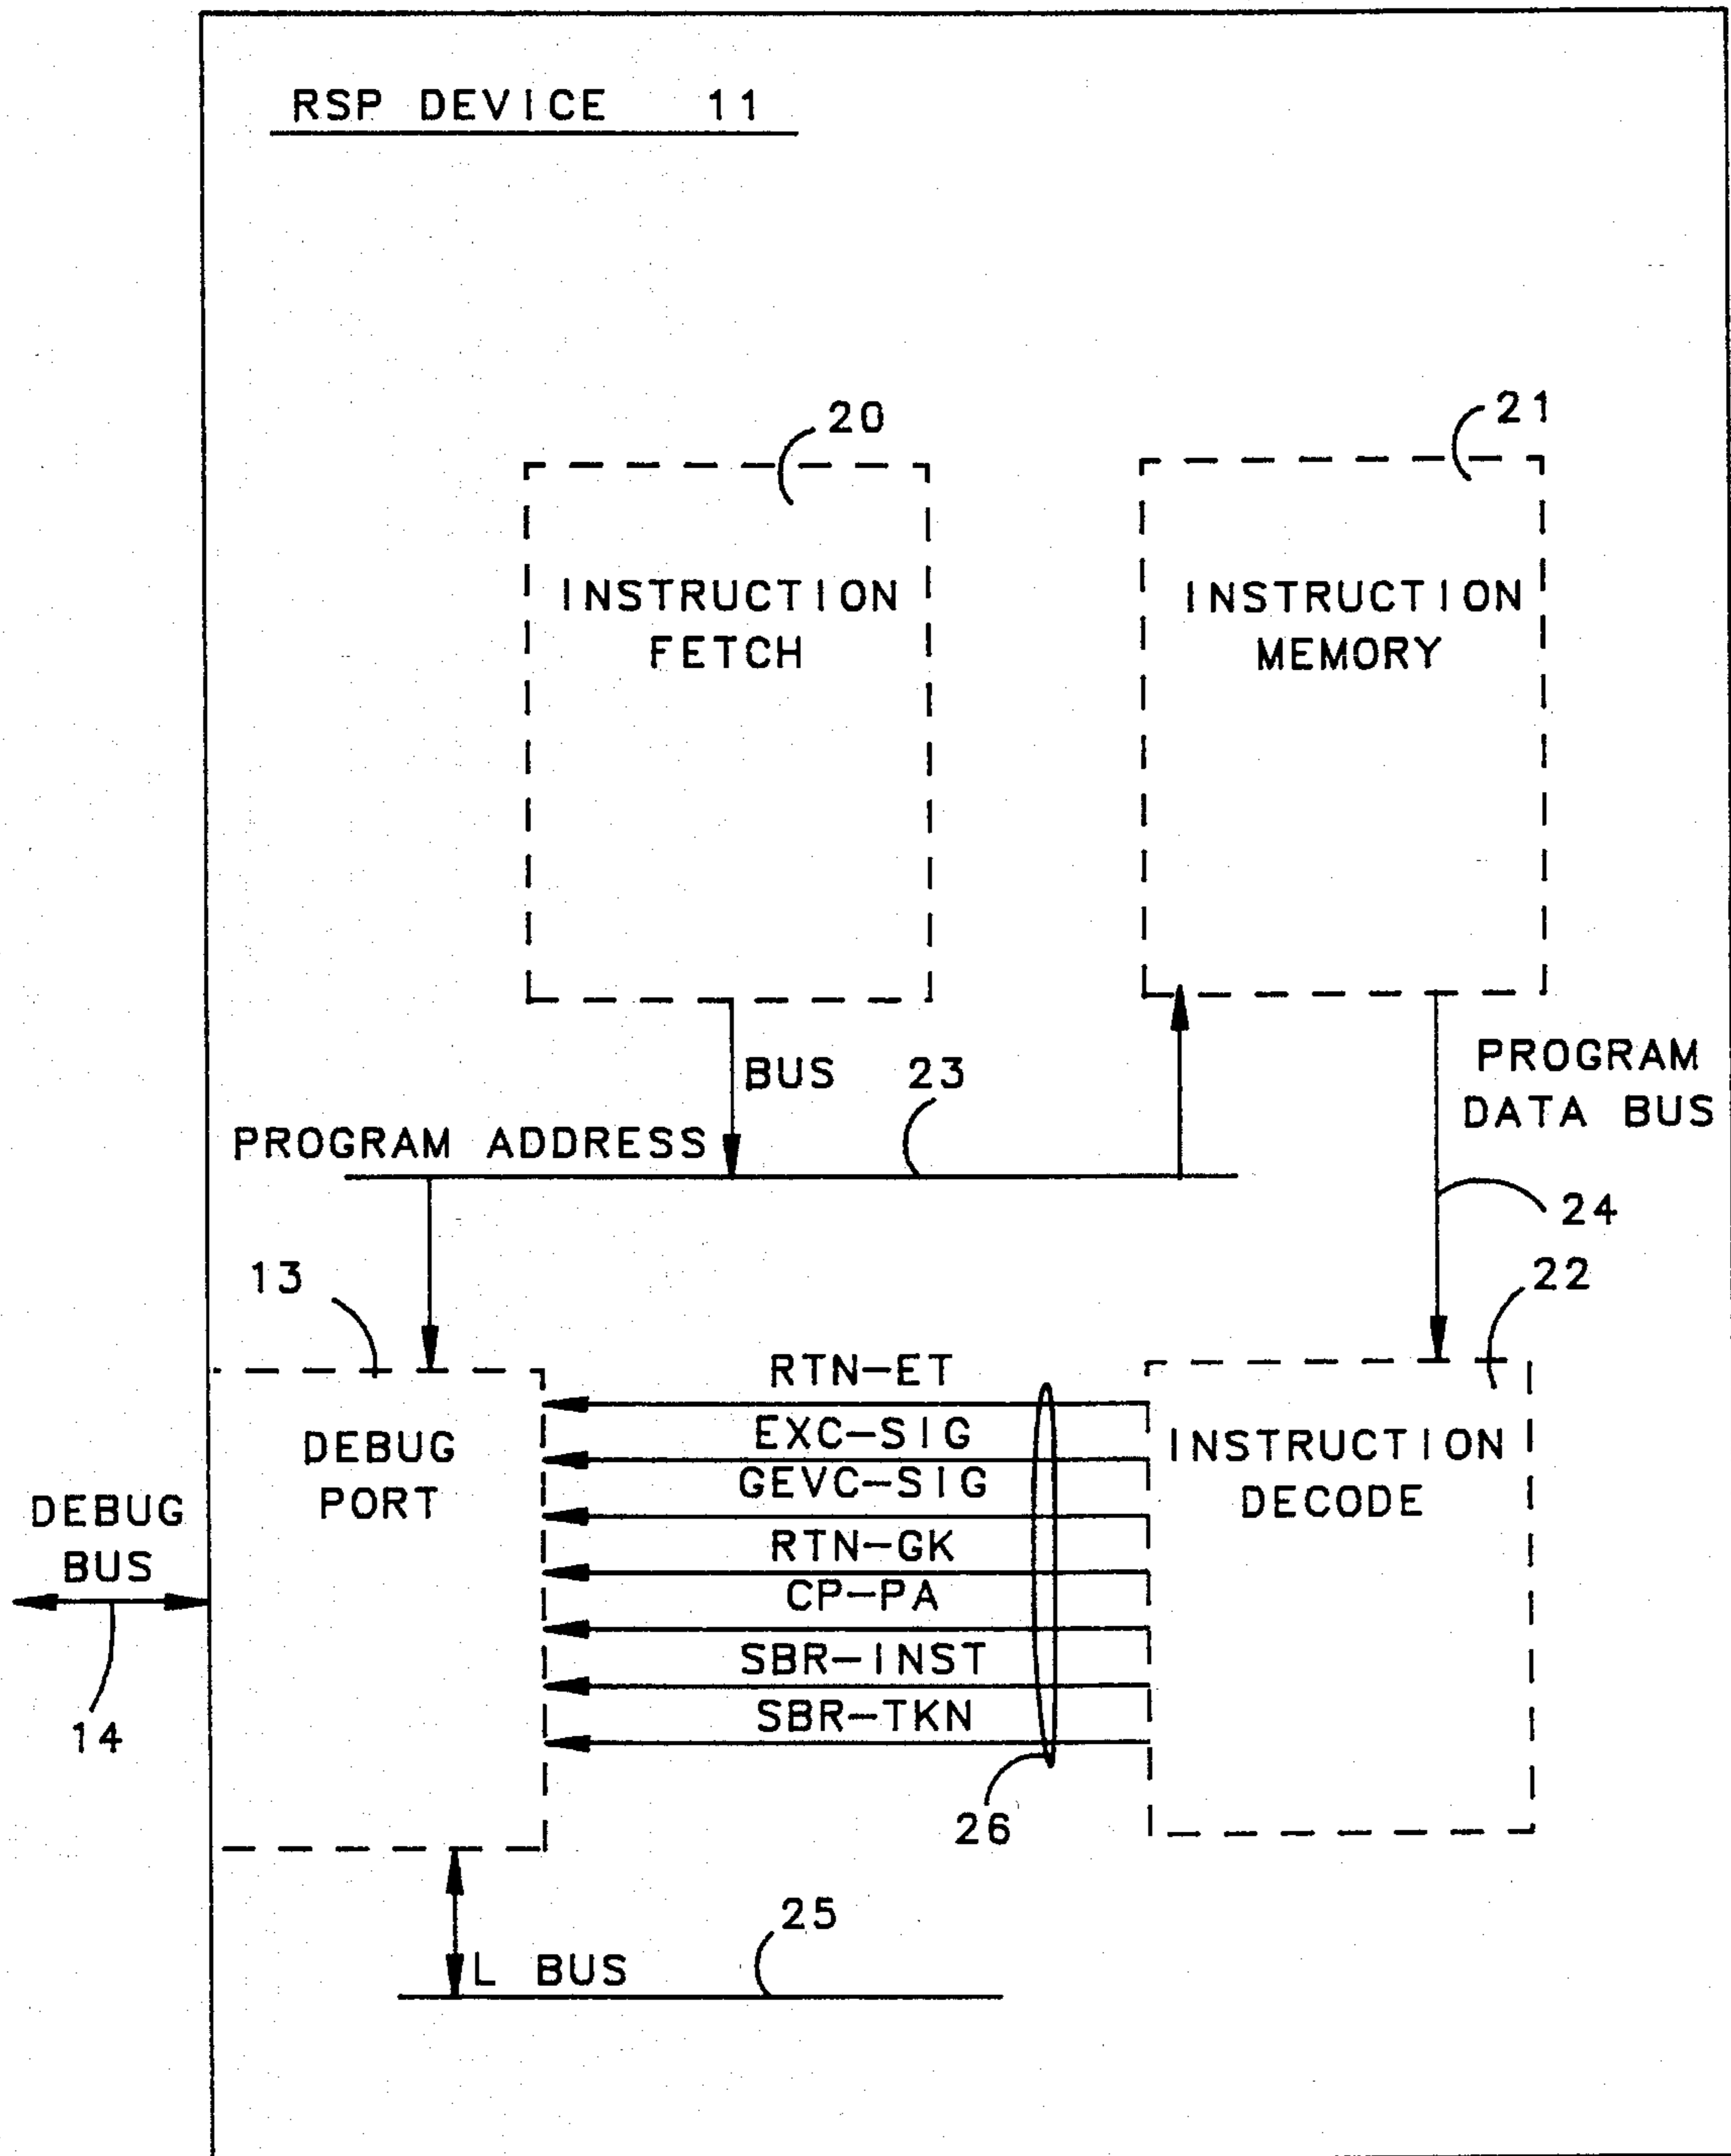 RSP DEVICE 11
20
21
INSTRUCTION
FETCH
INSTRUCTION
MEMORY
BUS
23
PROGRAM
DATA BUS
PROGRAM ADDRESS
24
13
22
RTN-ET
EXC-SIG
GEVC-SIG
RTN-GK
CP-PA
SBR-INST
SBR-TKN
DEBUG
PORT
INSTRUCTION
DECODE
DEBUG
BUS
14
26
25
L BUS